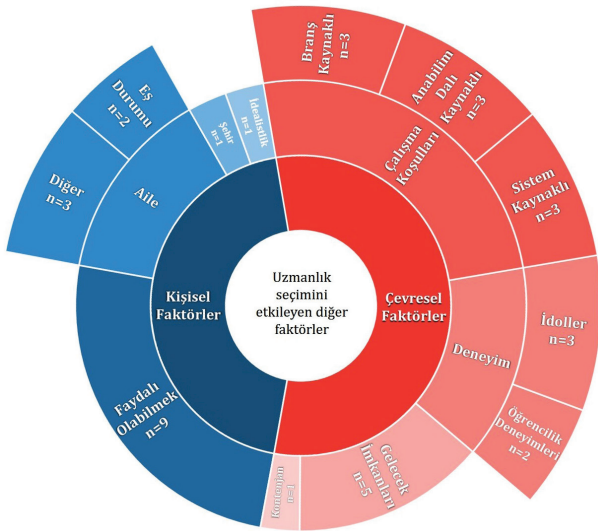 Uzmanlık
seçimini
etkileyen diğer
faktörler
Çevresel
Faktörler
Çalışma
Koşulları
Branş
Kaynaklı
n=3
Anabilim
Dalı
Kaynaklı
n=3
Sistem
Kaynaklı
n=3
Deneyim
İdoller
n=3
Öğrencilik
Deneyimleri
n=2
Gelecek
İmkanları
n=5
Kontenjan
n=1
Kişisel
Faktörler
Faydalı
Olabilmek
n=9
Aile
Diğer
n=3
Eş
Durumu
n=2
Şehir
n=1
İdealistlik
n=1